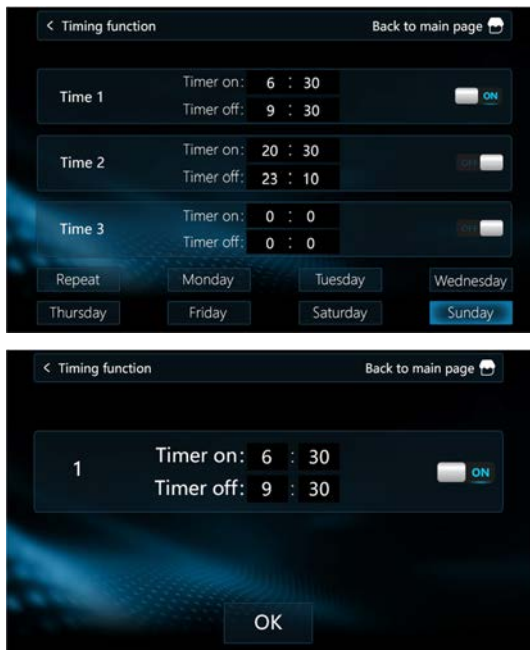 < Timing function Back to main page
Time 1 Timer on: 6 : 30 ON
Timer off: 9 : 30
Time 2 Timer on: 20 : 30 OFF
Timer off: 23 : 10
Time 3 Timer on: 0 : 0 OFF
Timer off: 0 : 0
Repeat Monday Tuesday Wednesday
Thursday Friday Saturday Sunday
< Timing function Back to main page
1 Timer on: 6 : 30 ON
Timer off: 9 : 30
OK